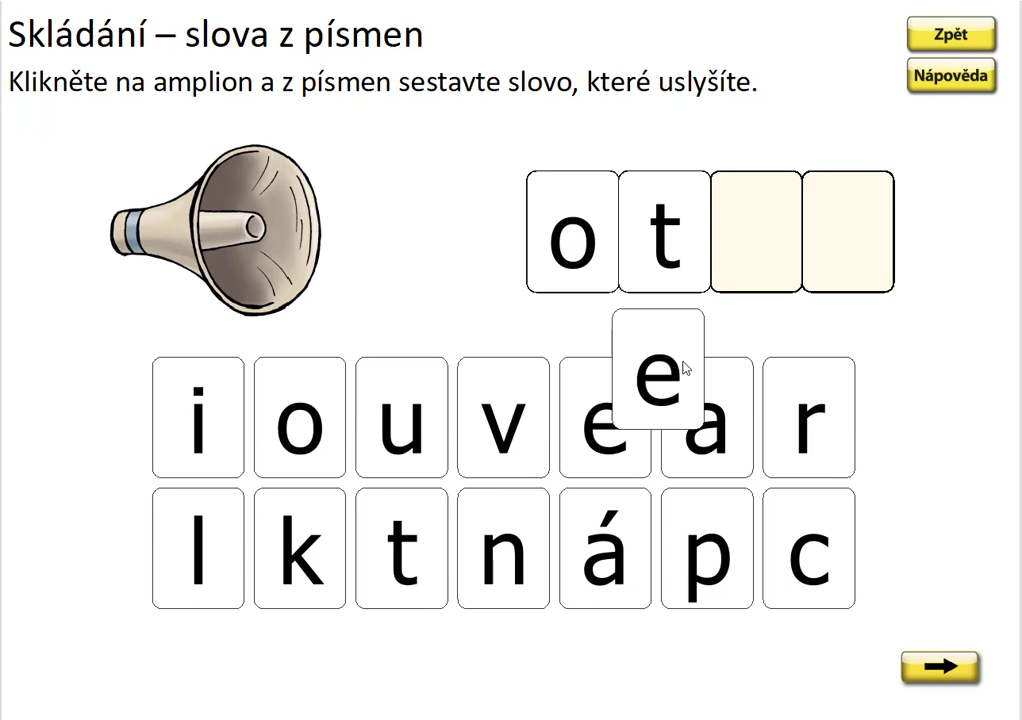 Skládání – slova z písmen
Zpět
Klikněte na amplion a z písmen sestavte slovo, které uslyšíte.
Nápověda
o t
e
i o u v e a r
l k t n á p c